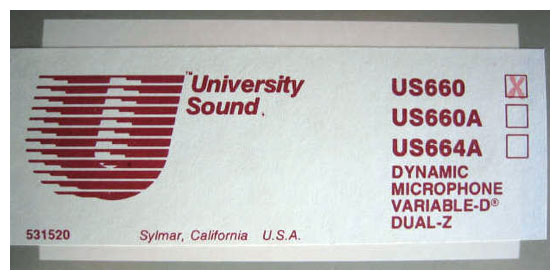 ™University
Sound.
US660 X
US660A
US664A
DYNAMIC
MICROPHONE
VARIABLE-D®
DUAL-Z
531520 Sylmar, California U.S.A.